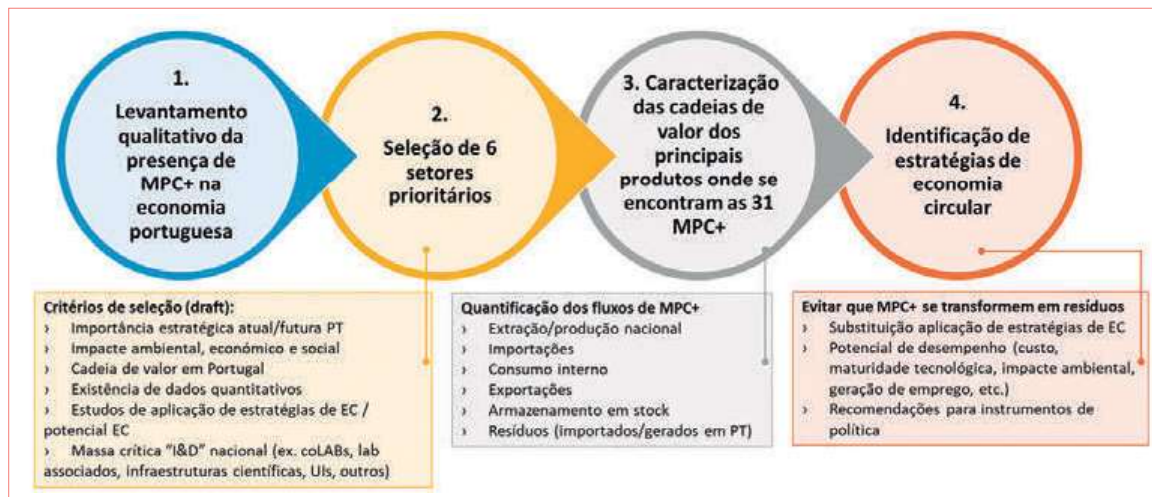 1.
Levantamento
qualitativo da
presença de
MPC+ na
economia
portuguesa
2.
Seleção de 6
setores
prioritários
3. Caracterização
das cadeias de
valor dos
principais
produtos onde se
encontram as 31
MPC+
4.
Identificação de
estratégias de
economia
circular
Critérios de seleção (draft):
› Importância estratégica atual/futura PT
› Impacte ambiental, económico e social
› Cadeia de valor em Portugal
› Existência de dados quantitativos
› Estudos de aplicação de estratégias de EC /
potencial EC
› Massa crítica "I&D" nacional (ex. coLABs, lab
associados, infraestruturas científicas, UIs, outros)
Quantificação dos fluxos de MPC+
› Extração/produção nacional
› Importações
› Consumo interno
› Exportações
› Armazenamento em stock
› Resíduos (importados/gerados em PT)
Evitar que MPC+ se transformem em resíduos
› Substituição aplicação de estratégias de EC
› Potencial de desempenho (custo,
maturidade tecnológica, impacte ambiental,
geração de emprego, etc.)
› Recomendações para instrumentos de
política